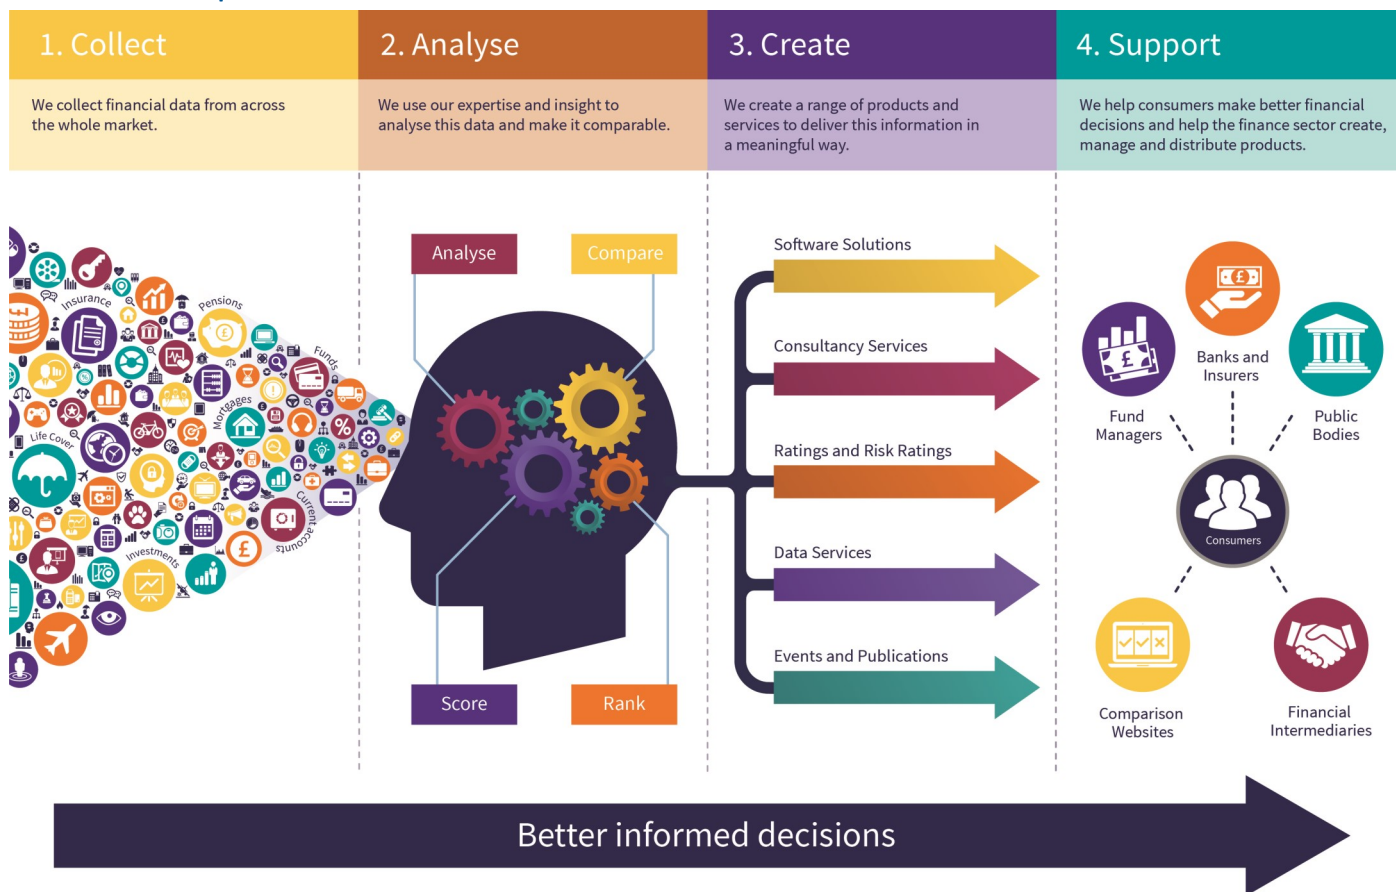 1. Collect
2. Analyse
3. Create
4. Support
We collect financial data from across
the whole market.
We use our expertise and insight to
analyse this data and make it comparable.
We create a range of products and
services to deliver this information in
a meaningful way.
We help consumers make better financial
decisions and help the finance sector create,
manage and distribute products.
Insurance
Pensions
Funds
Mortgages
Life Cover
Current accounts
Investments
Analyse
Compare
Score
Rank
Software Solutions
Consultancy Services
Ratings and Risk Ratings
Data Services
Events and Publications
Fund
Managers
Banks and
Insurers
Public
Bodies
Consumers
Comparison
Websites
Financial
Intermediaries
Better informed decisions